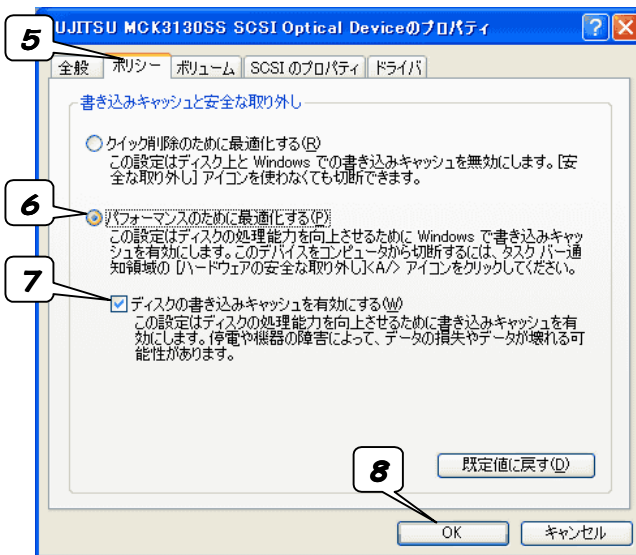 5
UJITSU MCK3130SS SCSI Optical Deviceのプロパティ
全般 ポリシー ボリューム SCSI のプロパティ ドライバ
書き込みキャッシュと安全な取り外し
クイック削除のために最適化する(R)
この設定はディスク上と Windows での書き込みキャッシュを無効にします。[安
全な取り外し] アイコンを使わなくても切断できます。
6
パフォーマンスのために最適化する(P)
この設定はディスクの処理能力を向上させるために Windows で書き込みキャッ
シュを有効にします。このデバイスをコンピュータから切断するには、タスク バー通
知領域の [ハードウェアの安全な取り外し]<A/> アイコンをクリックしてください。
7
ディスクの書き込みキャッシュを有効にする(W)
この設定はディスクの処理能力を向上させるために書き込みキャッシュを有
効にします。停電や機器の障害によって、データの損失やデータが壊れる可
能性があります。
既定値に戻す(D)
8
OK キャンセル